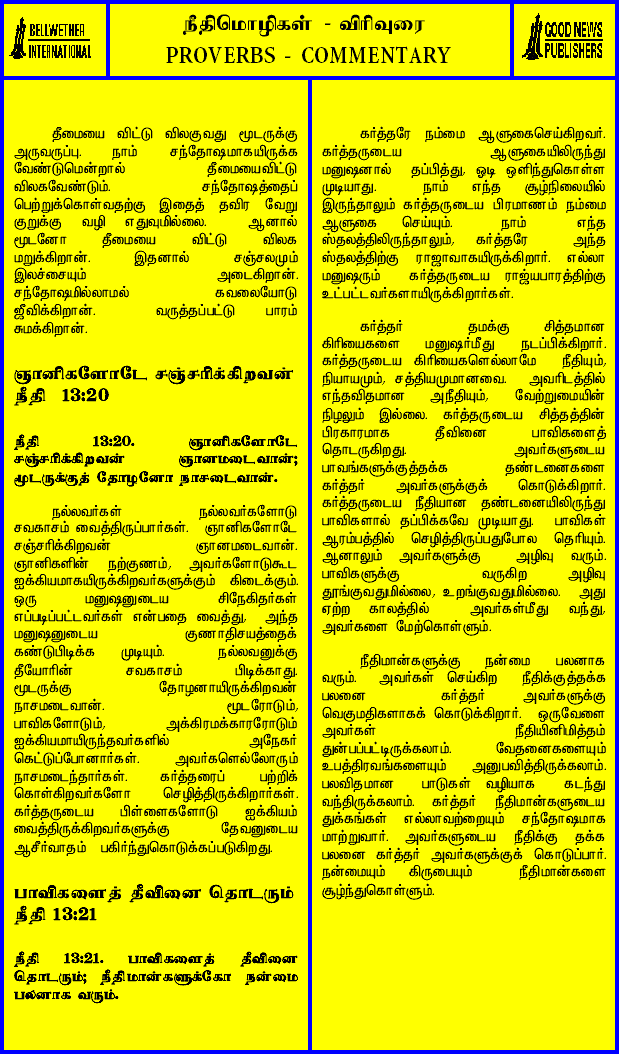 BELLWETHER
INTERNATIONAL
நீதிமொழிகள் - விரிவுரை
PROVERBS - COMMENTARY
GOOD NEWS
PUBLISHERS
தீமையை விட்டு விலகுவது மூடருக்கு
அருவருப்பு. நாம் சந்தோஷமாகயிருக்க
வேண்டுமென்றால் தீமையைவிட்டு
விலகவேண்டும். சந்தோஷத்தைப்
பெற்றுக்கொள்வதற்கு இதைத் தவிர வேறு
குறுக்கு வழி எதுவுமில்லை. ஆனால்
மூடனோ தீமையை விட்டு விலக
மறுக்கிறான். இதனால் சஞ்சலமும்
இலச்சையும் அடைகிறான்.
சந்தோஷமில்லாமல் கவலையோடு
ஜீவிக்கிறான். வருத்தப்பட்டு பாரம்
சுமக்கிறான்.
ஞானிகளோடே சஞ்சரிக்கிறவன்
நீதி 13:20
நீதி 13:20. ஞானிகளோடே
சஞ்சரிக்கிறவன் ஞானமடைவான்;
மூடருக்குத் தோழனோ நாசடைவான்.
நல்லவர்கள் நல்லவர்களோடு
சவகாசம் வைத்திருப்பார்கள். ஞானிகளோடே
சஞ்சரிக்கிறவன் ஞானமடைவான்.
ஞானிகளின் நற்குணம், அவர்களோடுகூட
ஐக்கியமாகயிருக்கிறவர்களுக்கும் கிடைக்கும்.
ஒரு மனுஷனுடைய சிநேகிதர்கள்
எப்படிப்பட்டவர்கள் என்பதை வைத்து, அந்த
மனுஷனுடைய குணாதிசயத்தைக்
கண்டுபிடிக்க முடியும். நல்லவனுக்கு
தீயோரின் சவகாசம் பிடிக்காது.
மூடருக்கு தோழனாயிருக்கிறவன்
நாசமடைவான். மூடரோடும்,
பாவிகளோடும், அக்கிரமக்காரரோடும்
ஐக்கியமாயிருந்தவர்களில் அநேகர்
கெட்டுப்போனார்கள். அவர்களெல்லோரும்
நாசமடைந்தார்கள். கர்த்தரைப் பற்றிக்
கொள்கிறவர்களோ செழித்திருக்கிறார்கள்.
கர்த்தருடைய பிள்ளைகளோடு ஐக்கியம்
வைத்திருக்கிறவர்களுக்கு தேவனுடைய
ஆசீர்வாதம் பகிர்ந்துகொடுக்கப்படுகிறது.
பாவிகளைத் தீவினை தொடரும்
நீதி 13:21
நீதி 13:21. பாவிகளைத் தீவினை
தொடரும்; நீதிமான்களுக்கோ நன்மை
பலனாக வரும்.
கர்த்தரே நம்மை ஆளுகைசெய்கிறவர்.
கர்த்தருடைய ஆளுகையிலிருந்து
மனுஷனால் தப்பித்து, ஓடி ஒளிந்துகொள்ள
முடியாது. நாம் எந்த சூழ்நிலையில்
இருந்தாலும் கர்த்தருடைய பிரமாணம் நம்மை
ஆளுகை செய்யும். நாம் எந்த
ஸ்தலத்திலிருந்தாலும், கர்த்தரே அந்த
ஸ்தலத்திற்கு ராஜாவாகயிருக்கிறார். எல்லா
மனுஷரும் கர்த்தருடைய ராஜ்யபாரத்திற்கு
உட்பட்டவர்களாயிருக்கிறார்கள்.
கர்த்தர் தமக்கு சித்தமான
கிரியைகளை மனுஷர்மீது நடப்பிக்கிறார்.
கர்த்தருடைய கிரியைகளெல்லாமே நீதியும்,
நியாயமும், சத்தியமுமானவை. அவரிடத்தில்
எந்தவிதமான அநீதியும், வேற்றுமையின்
நிழலும் இல்லை. கர்த்தருடைய சித்தத்தின்
பிரகாரமாக தீவினை பாவிகளைத்
தொடருகிறது. அவர்களுடைய
பாவங்களுக்குத்தக்க தண்டனைகளை
கர்த்தர் அவர்களுக்குக் கொடுக்கிறார்.
கர்த்தருடைய நீதியான தண்டனையிலிருந்து
பாவிகளால் தப்பிக்கவே முடியாது. பாவிகள்
ஆரம்பத்தில் செழித்திருப்பதுபோல தெரியும்.
ஆனாலும் அவர்களுக்கு அழிவு வரும்.
பாவிகளுக்கு வருகிற அழிவு
தூங்குவதுமில்லை, உறங்குவதுமில்லை. அது
ஏற்ற காலத்தில் அவர்கள்மீது வந்து,
அவர்களை மேற்கொள்ளும்.
நீதிமான்களுக்கு நன்மை பலனாக
வரும். அவர்கள் செய்கிற நீதிக்குத்தக்க
பலனை கர்த்தர் அவர்களுக்கு
வெகுமதிகளாகக் கொடுக்கிறார். ஒருவேளை
அவர்கள் நீதியினிமித்தம்
துன்பப்பட்டிருக்கலாம். வேதனைகளையும்
உபத்திரவங்களையும் அனுபவித்திருக்கலாம்.
பலவிதமான பாடுகள் வழியாக கடந்து
வந்திருக்கலாம். கர்த்தர் நீதிமான்களுடைய
துக்கங்கள் எல்லாவற்றையும் சந்தோஷமாக
மாற்றுவார். அவர்களுடைய நீதிக்கு தக்க
பலனை கர்த்தர் அவர்களுக்குக் கொடுப்பார்.
நன்மையும் கிருபையும் நீதிமான்களை
சூழ்ந்துகொள்ளும்.